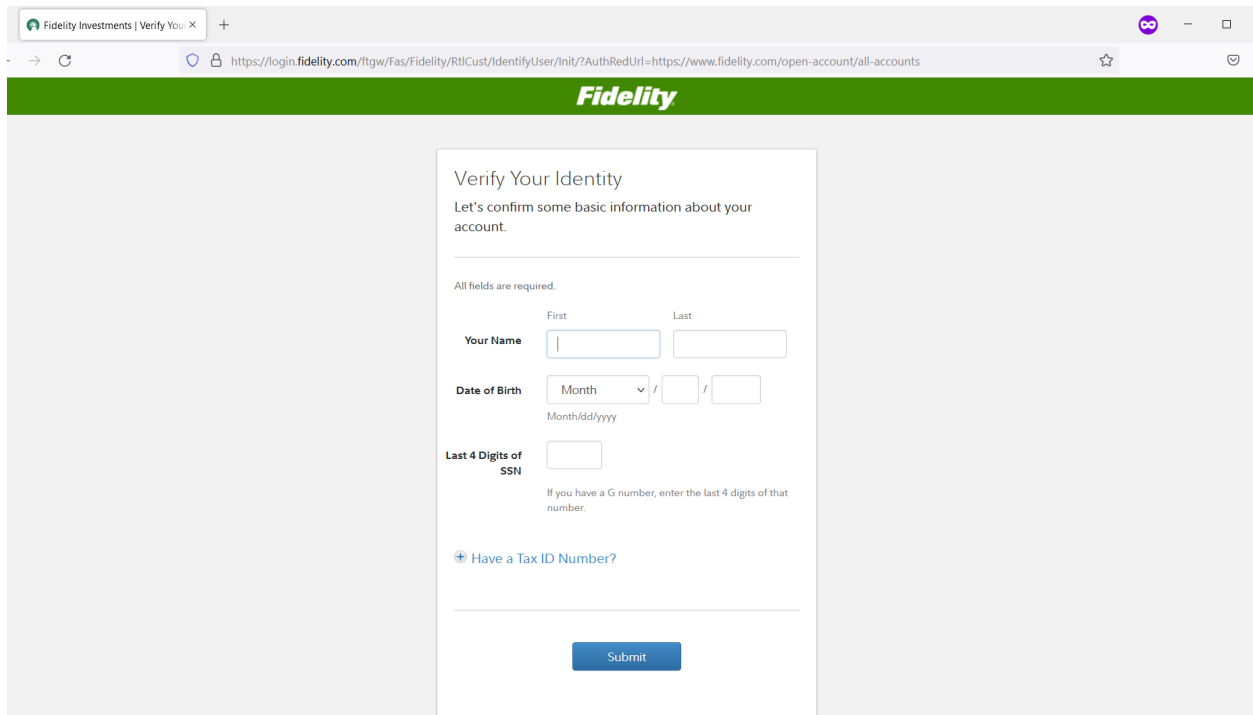 Fidelity Investments | Verify You
https://login.fidelity.com/ftgw/Fas/Fidelity/RtlCust/IdentifyUser/Init/?AuthRedUrl=https://www.fidelity.com/open-account/all-accounts
Fidelity
Verify Your Identity
Let's confirm some basic information about your
account.
All fields are required.
First Last
Your Name
Date of Birth Month / /
Month/dd/yyyy
Last 4 Digits of
SSN
If you have a G number, enter the last 4 digits of that
number.
Have a Tax ID Number?
Submit